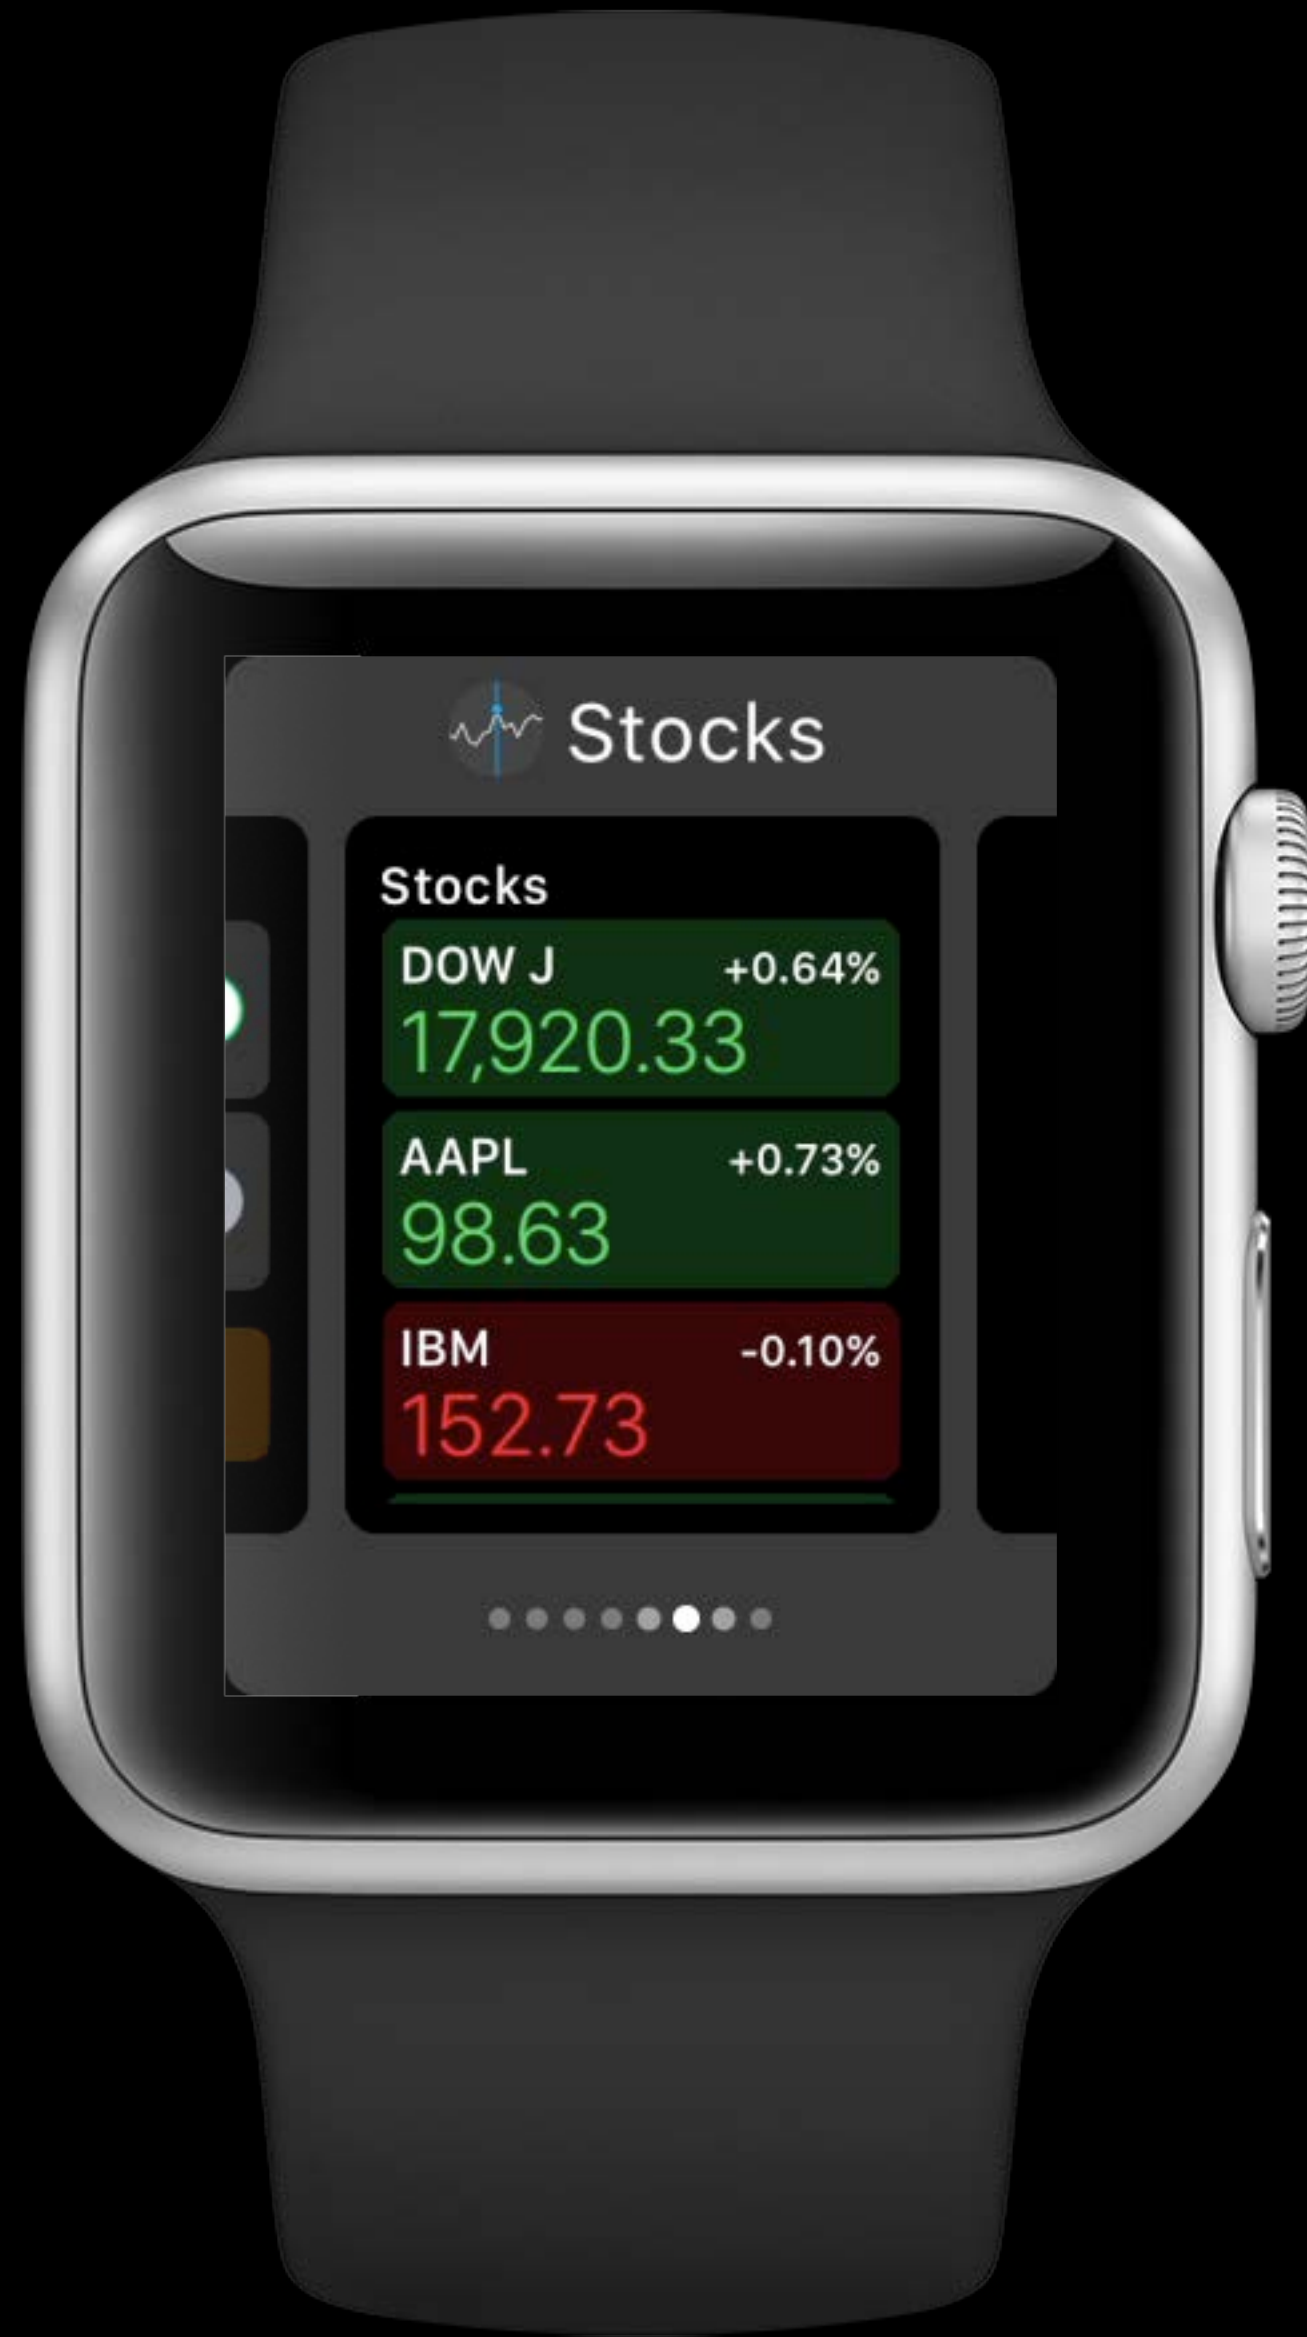 Stocks
Stocks
DOW J +0.64%
17,920.33
AAPL +0.73%
98.63
IBM -0.10%
152.73